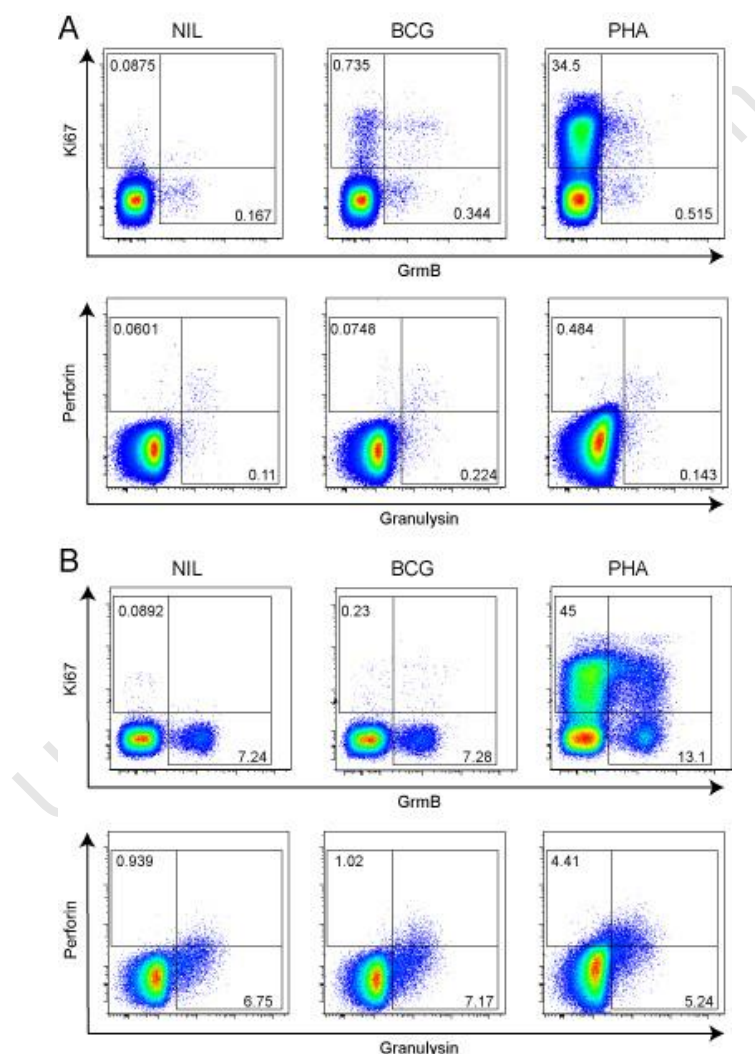 A
NIL BCG PHA
0.0875 0.735 34.5
Ki67
0.167 0.344 0.515
GrmB
0.0601 0.0748 0.484
Perforin
0.11 0.224 0.143
Granulysin
B
NIL BCG PHA
0.0892 0.23 45
Ki67
7.24 7.28 13.1
GrmB
0.939 1.02 4.41
Perforin
6.75 7.17 5.24
Granulysin